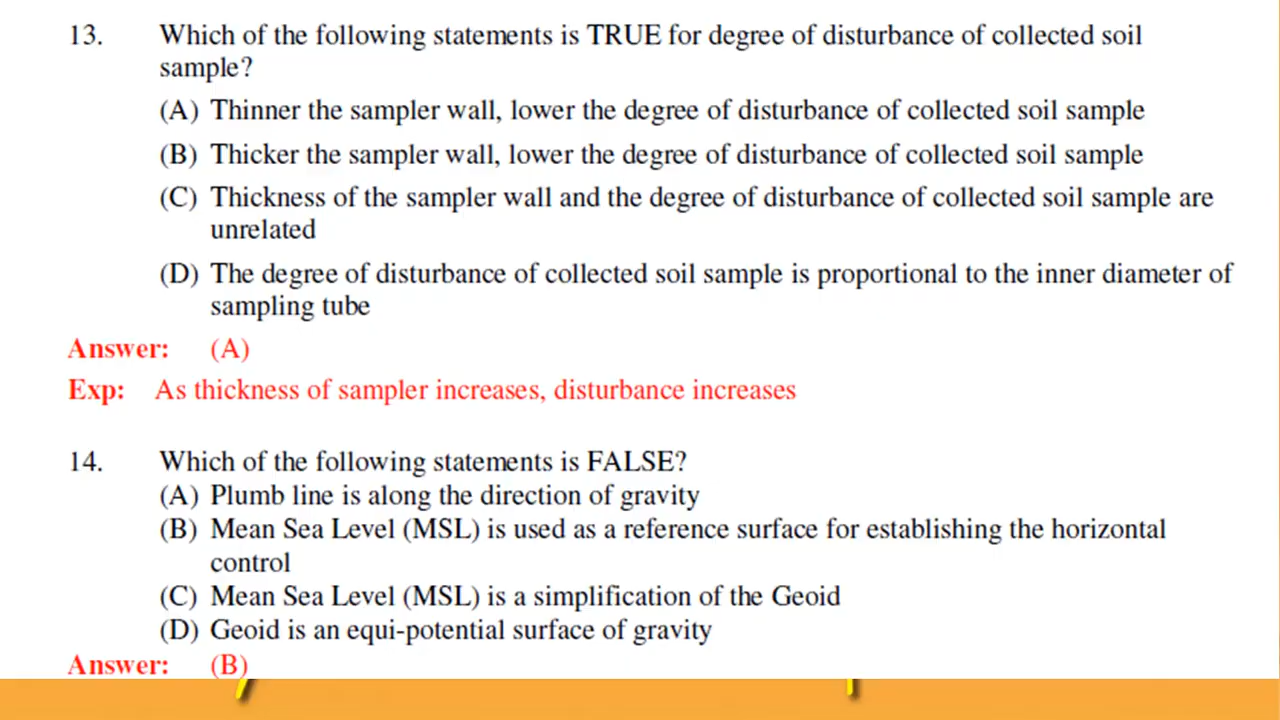 13. Which of the following statements is TRUE for degree of disturbance of collected soil
sample?
(A) Thinner the sampler wall, lower the degree of disturbance of collected soil sample
(B) Thicker the sampler wall, lower the degree of disturbance of collected soil sample
(C) Thickness of the sampler wall and the degree of disturbance of collected soil sample are
unrelated
(D) The degree of disturbance of collected soil sample is proportional to the inner diameter of
sampling tube
Answer: (A)
Exp: As thickness of sampler increases, disturbance increases
14. Which of the following statements is FALSE?
(A) Plumb line is along the direction of gravity
(B) Mean Sea Level (MSL) is used as a reference surface for establishing the horizontal
control
(C) Mean Sea Level (MSL) is a simplification of the Geoid
(D) Geoid is an equi-potential surface of gravity
Answer: (B)